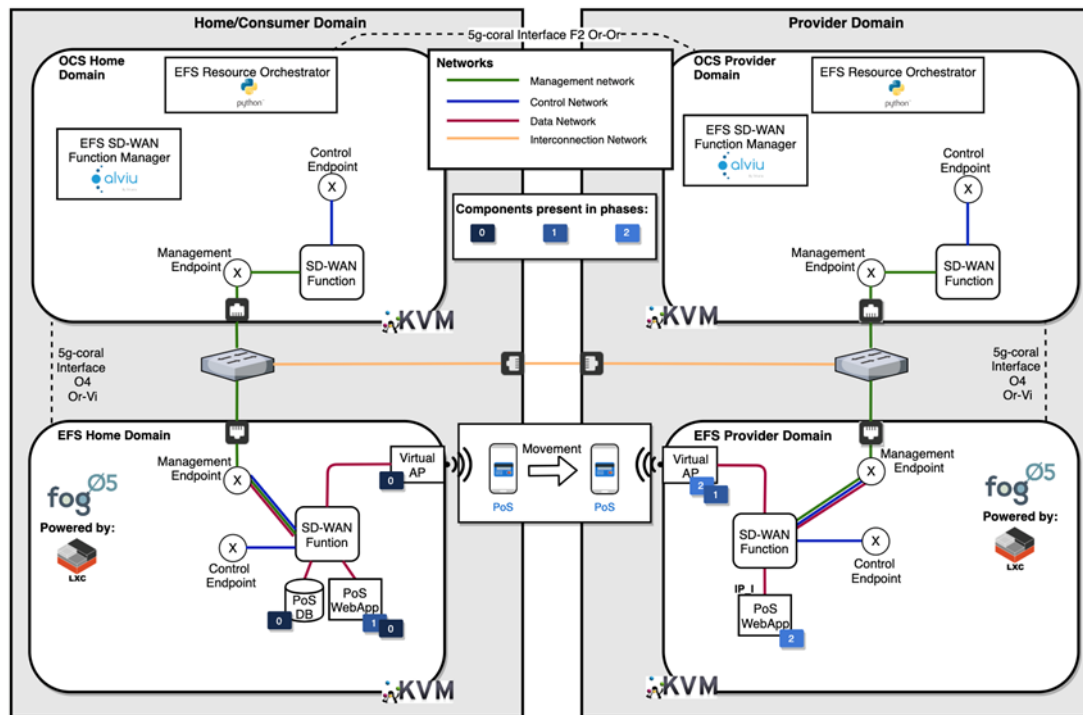 Home/Consumer Domain
Provider Domain
5g-coral Interface F2 Or-Or
OCS Home
Domain
EFS Resource Orchestrator
python
EFS SD-WAN
Function Manager
alviu
Control
Endpoint
X
Management
Endpoint
X
SD-WAN
Function
KVM
Networks
Management network
Control Network
Data Network
Interconnection Network
Components present in phases:
0
1
2
OCS Provider
Domain
EFS Resource Orchestrator
python
EFS SD-WAN
Function Manager
alviu
Control
Endpoint
X
Management
Endpoint
X
SD-WAN
Function
KVM
5g-coral
Interface
O4
Or-Vi
5g-coral
Interface
O4
Or-Vi
EFS Home Domain
Management
Endpoint
X
fog05
Powered by:
LXC
Virtual
AP
0
SD-WAN
Funtion
X
Control
Endpoint
PoS
DB
0
PoS
WebApp
1
0
KVM
Movement
PoS
PoS
EFS Provider Domain
Virtual
AP
2
1
Management
Endpoint
X
fog05
Powered by:
LXC
SD-WAN
Function
X
Control
Endpoint
IP_I
PoS
WebApp
2
KVM